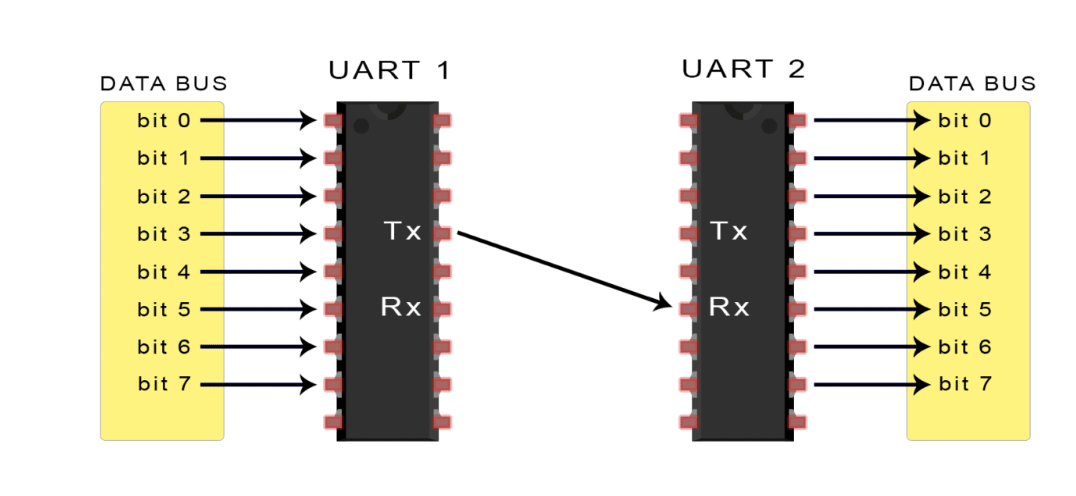 UART 1
UART 2
DATA BUS
DATA BUS
bit 0
bit 1
bit 2
bit 3
bit 4
bit 5
bit 6
bit 7
Tx
Rx
Tx
Rx
bit 0
bit 1
bit 2
bit 3
bit 4
bit 5
bit 6
bit 7